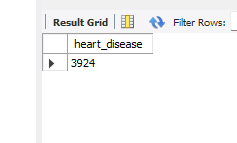 Result Grid Filter Rows:
heart_disease
3924